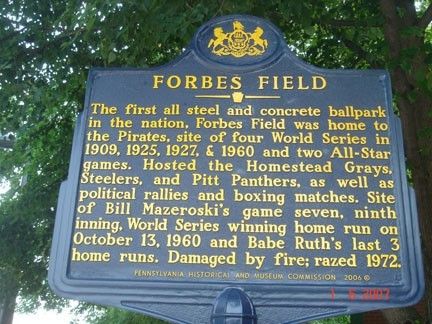 FORBES FIELD
The first all steel and concrete ballpark
in the nation, Forbes Field was home to
the Pirates, site of four World Series in
1909, 1925, 1927, & 1960 and two All-Star
games. Hosted the Homestead Grays,
Steelers, and Pitt Panthers, as well as
political rallies and boxing matches. Site
of Bill Mazeroski's game seven, ninth
inning, World Series winning home run on
October 13, 1960 and Babe Ruth's last 3
home runs. Damaged by fire; razed 1972.
PENNSYLVANIA HISTORICAL AND MUSEUM COMMISSION 2006 ©
2007